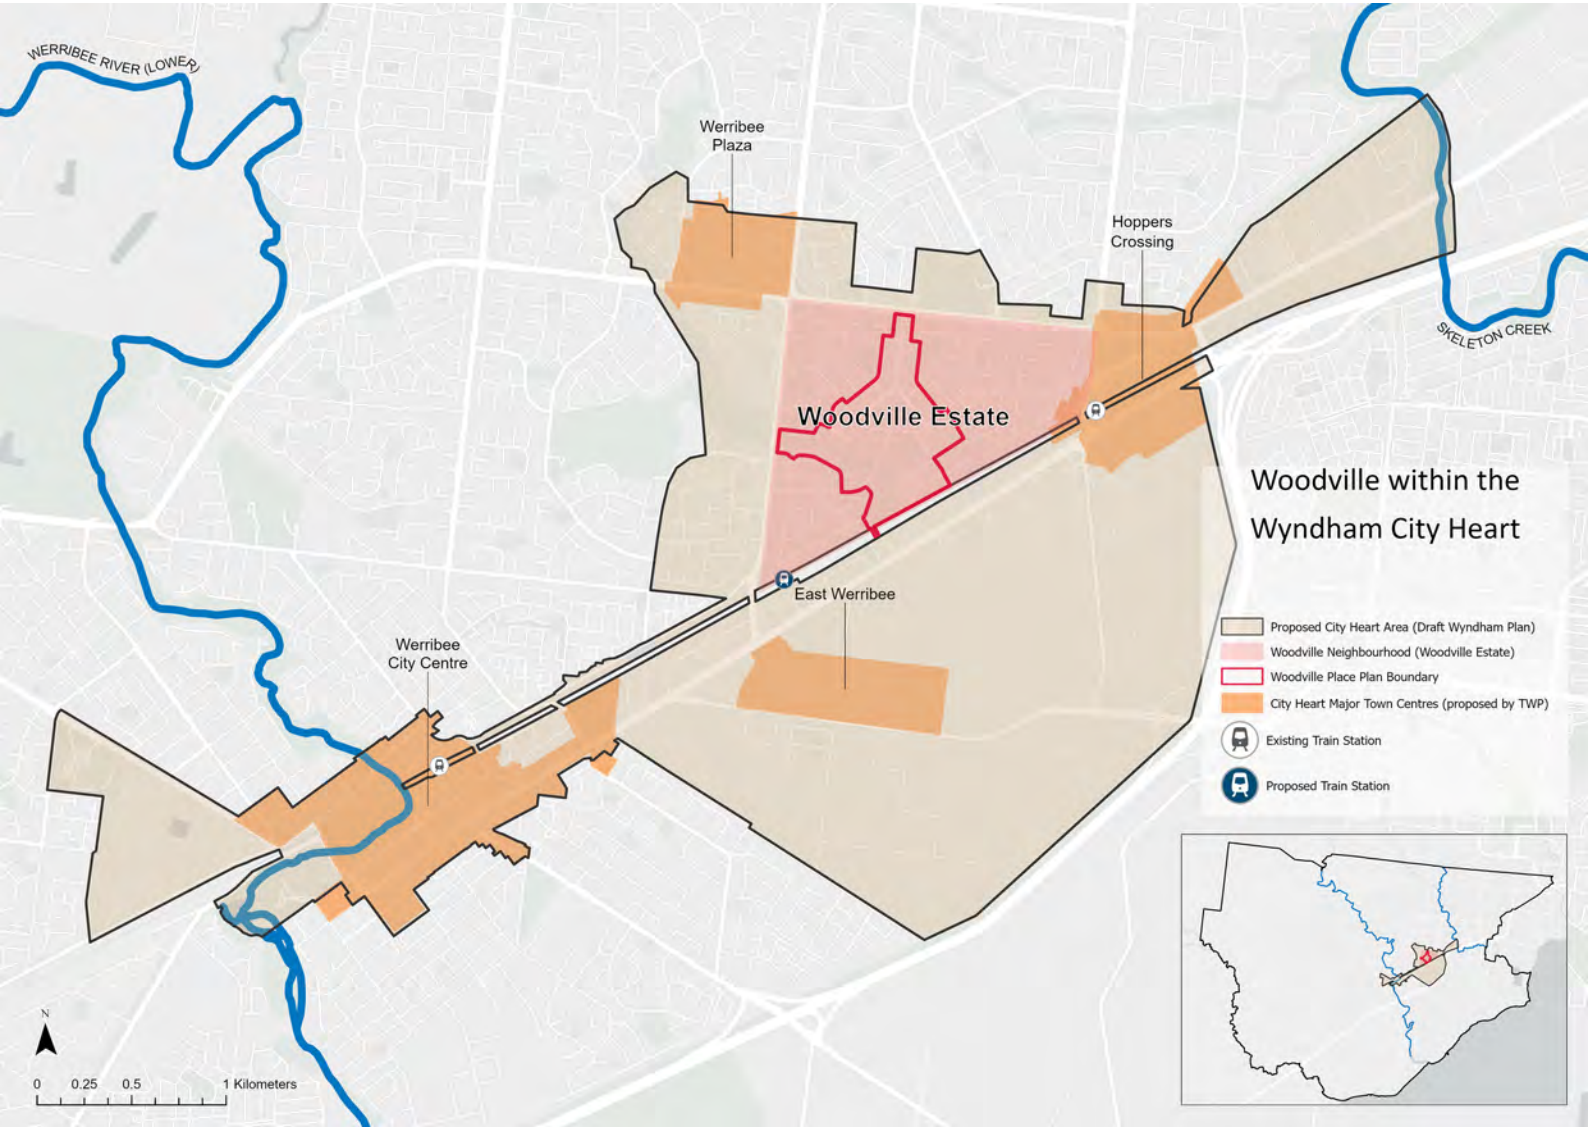 WERRIBEE RIVER (LOWER)
Werribee
Plaza
Hoppers
Crossing
SKELETON CREEK
Woodville Estate
Woodville within the
Wyndham City Heart
East Werribee
Werribee
City Centre
Proposed City Heart Area (Draft Wyndham Plan)
Woodville Neighbourhood (Woodville Estate)
Woodville Place Plan Boundary
City Heart Major Town Centres (proposed by TWP)
Existing Train Station
Proposed Train Station
N
0 0.25 0.5 1 Kilometers